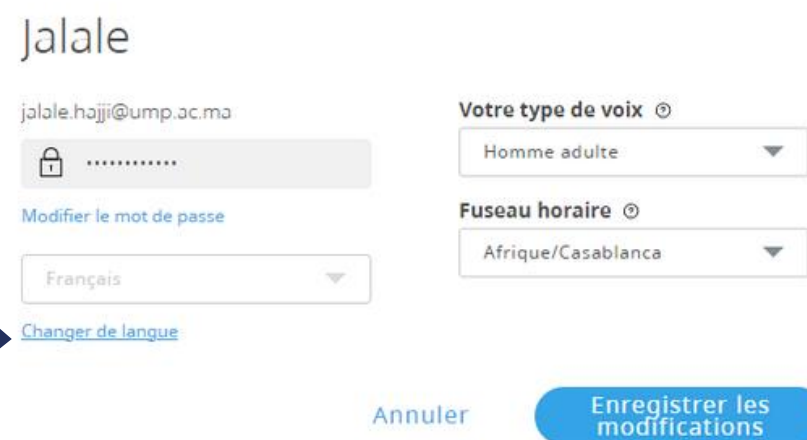 Jalale
jalale.hajji@ump.ac.ma
............
Modifier le mot de passe
Français
Changer de langue
Votre type de voix
Homme adulte
Fuseau horaire
Afrique/Casablanca
Annuler
Enregistrer les
modifications